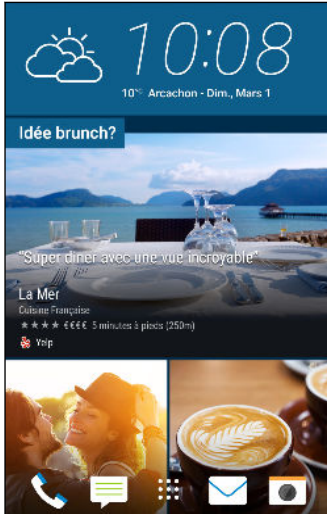 10:08
10°C Arcachon - Dim., Mars 1
Idée brunch?
"Super dîner avec une vue incroyable"
La Mer
Cuisine Française
★★★★ €€€€ 5 minutes à pieds (250m)
Yelp